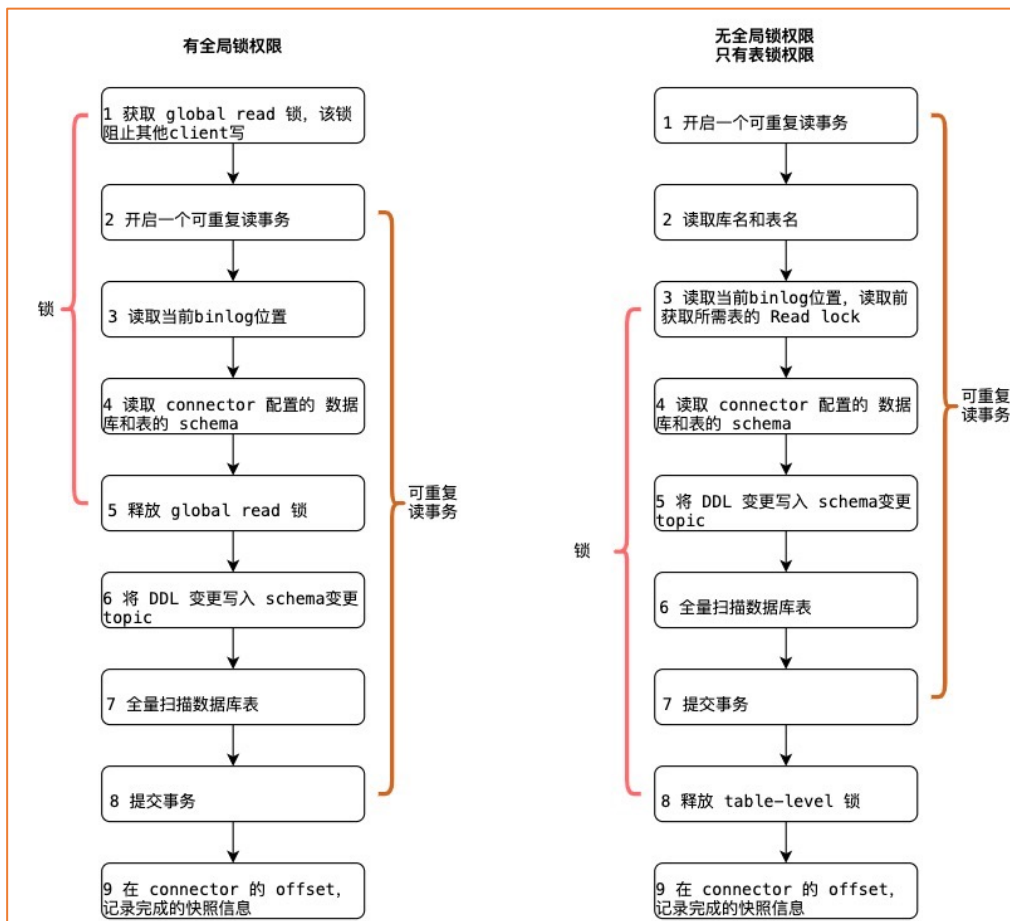 有全局锁权限
1 获取 global read 锁，该锁
阻止其他client写
2 开启一个可重复读事务
3 读取当前binlog位置
4 读取 connector 配置的 数据
库和表的 schema
5 释放 global read 锁
6 将 DDL 变更写入 schema变更
topic
7 全量扫描数据库表
8 提交事务
9 在 connector 的 offset，
记录完成的快照信息
锁
可重复
读事务
无全局锁权限
只有表锁权限
1 开启一个可重复读事务
2 读取库名和表名
3 读取当前binlog位置，读取前
获取所需表的 Read lock
4 读取 connector 配置的 数据
库和表的 schema
5 将 DDL 变更写入 schema变更
topic
6 全量扫描数据库表
7 提交事务
8 释放 table-level 锁
9 在 connector 的 offset，
记录完成的快照信息
锁
可重复
读事务